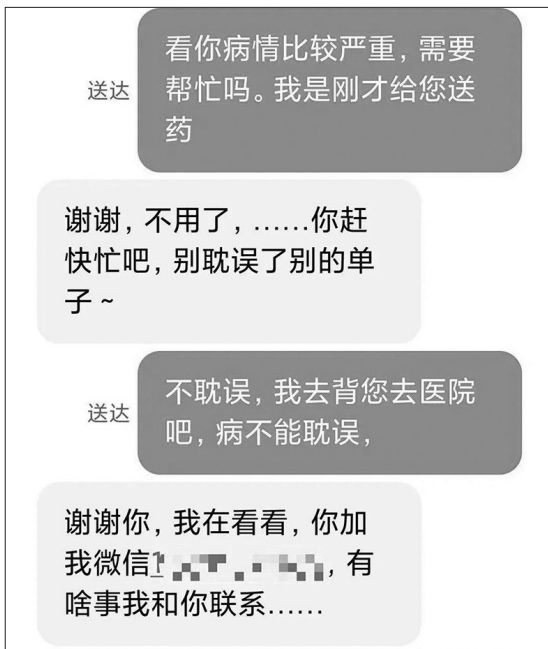 看你病情比较严重，需要
送达
帮忙吗。我是刚才给您送
药
谢谢，不用了，……你赶
快忙吧，别耽误了别的单
子~
不耽误，我去背您去医院
送达
吧，病不能耽误，
谢谢你，我在看看，你加
我微信1，有
啥事我和你联系……